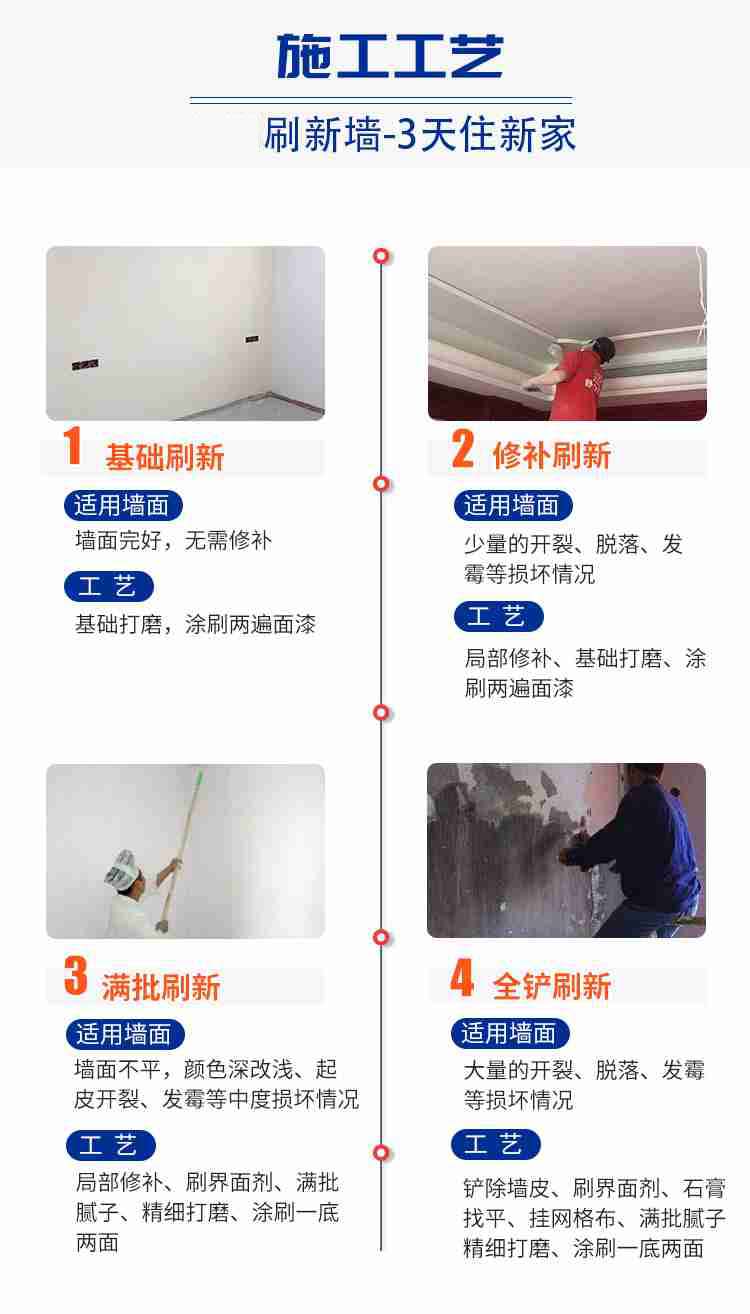 施工工艺
刷新墙-3天住新家
1 基础刷新
适用墙面
墙面完好，无需修补
工 艺
基础打磨，涂刷两遍面漆
2 修补刷新
适用墙面
少量的开裂、脱落、发
霉等损坏情况
工 艺
局部修补、基础打磨、涂
刷两遍面漆
3 满批刷新
适用墙面
墙面不平，颜色深改浅、起
皮开裂、发霉等中度损坏情况
工 艺
局部修补、刷界面剂、满批
腻子、精细打磨、涂刷一底
两面
4 全铲刷新
适用墙面
大量的开裂、脱落、发霉
等损坏情况
工 艺
铲除墙皮、刷界面剂、石膏
找平、挂网格布、满批腻子
精细打磨、涂刷一底两面